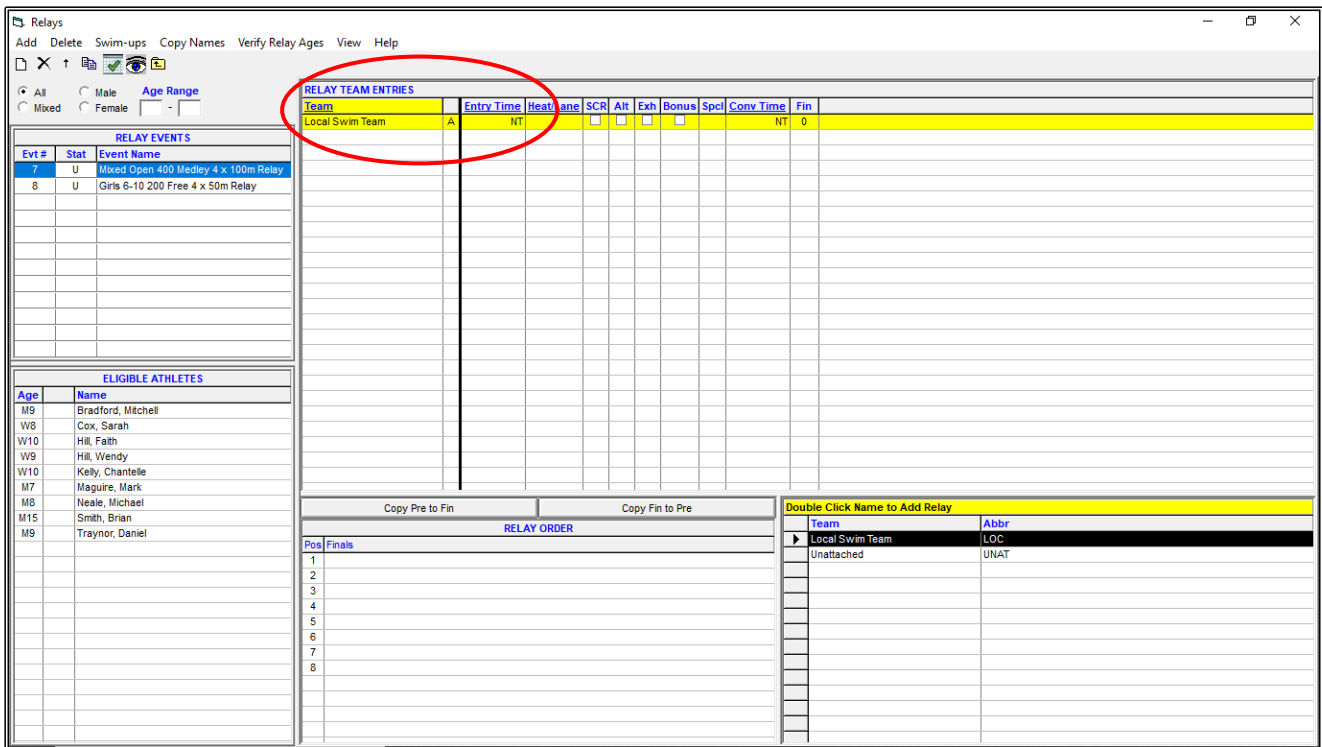 Relays
Add Delete Swim-ups Copy Names Verify Relay Ages View Help
All Male Age Range
Mixed Female -
RELAY EVENTS
Evt # Stat Event Name
7 U Mixed Open 400 Medley 4 x 100m Relay
8 U Girls 6-10 200 Free 4 x 50m Relay
ELIGIBLE ATHLETES
Age Name
M9 Bradford, Mitchell
W8 Cox, Sarah
W10 Hill, Faith
W9 Hill, Wendy
W10 Kelly, Chantelle
M7 Maguire, Mark
M8 Neale, Michael
M15 Smith, Brian
M9 Traynor, Daniel
RELAY TEAM ENTRIES
Team Entry Time Heat/Lane SCR Alt Exh Bonus Spcl Conv Time Fin
Local Swim Team A NT NT 0
Copy Pre to Fin Copy Fin to Pre
RELAY ORDER
Pos Finals
1
2
3
4
5
6
7
8
Double Click Name to Add Relay
Team Abbr
Local Swim Team LOC
Unattached UNAT